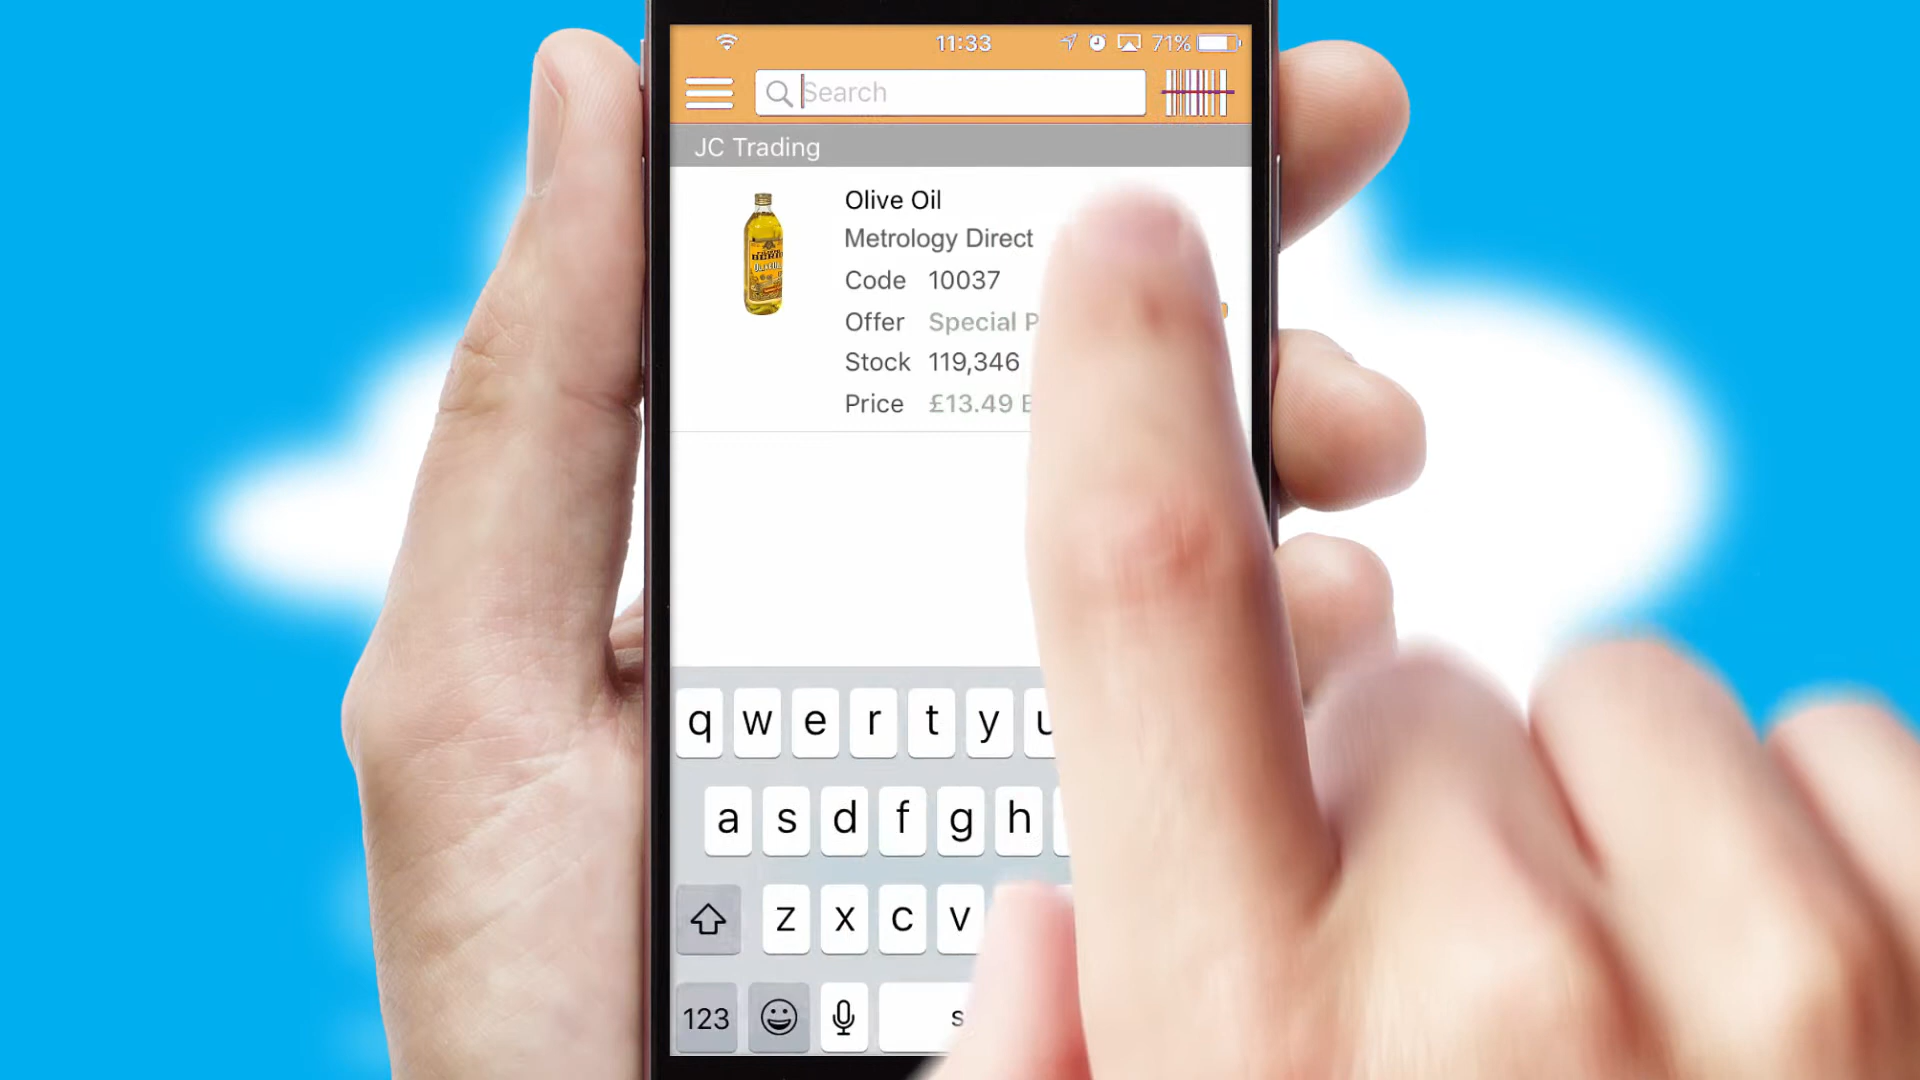 11:33 71%
Search
JC Trading
Olive Oil
Metrology Direct
Code 10037
Offer Special
Stock 119,346
Price £13.49
q w e r t y u
a s d f g h
z x c v
123